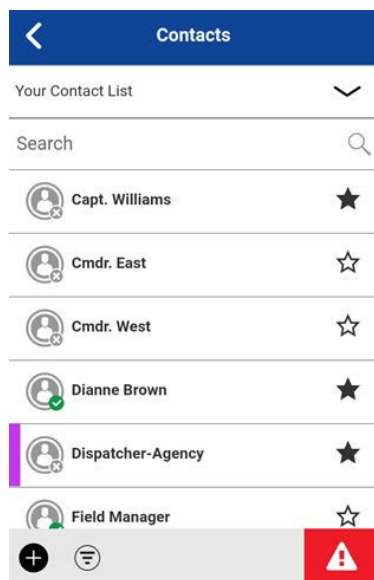 Contacts
Your Contact List
Search
Capt. Williams
Cmdr. East
Cmdr. West
Dianne Brown
Dispatcher-Agency
Field Manager